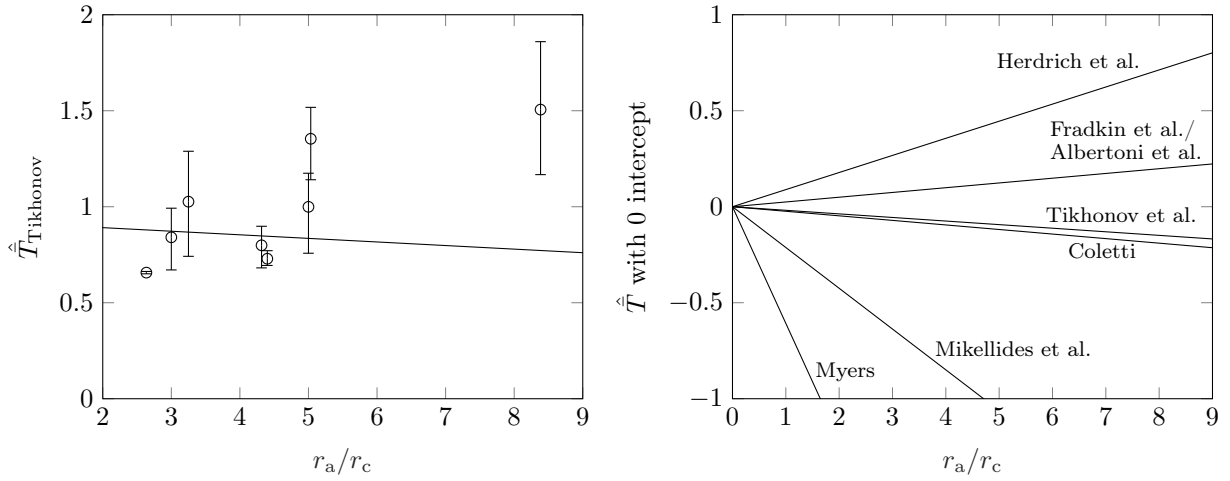 2
1.5
1
0.5
0
2 3 4 5 6 7 8 9
r_a/r_c
T̂̄_Tikhonov
1
0.5
0
−0.5
−1
0 1 2 3 4 5 6 7 8 9
r_a/r_c
T̂̄ with 0 intercept
Herdrich et al.
Fradkin et al./
Albertoni et al.
Tikhonov et al.
Coletti
Mikellides et al.
Myers